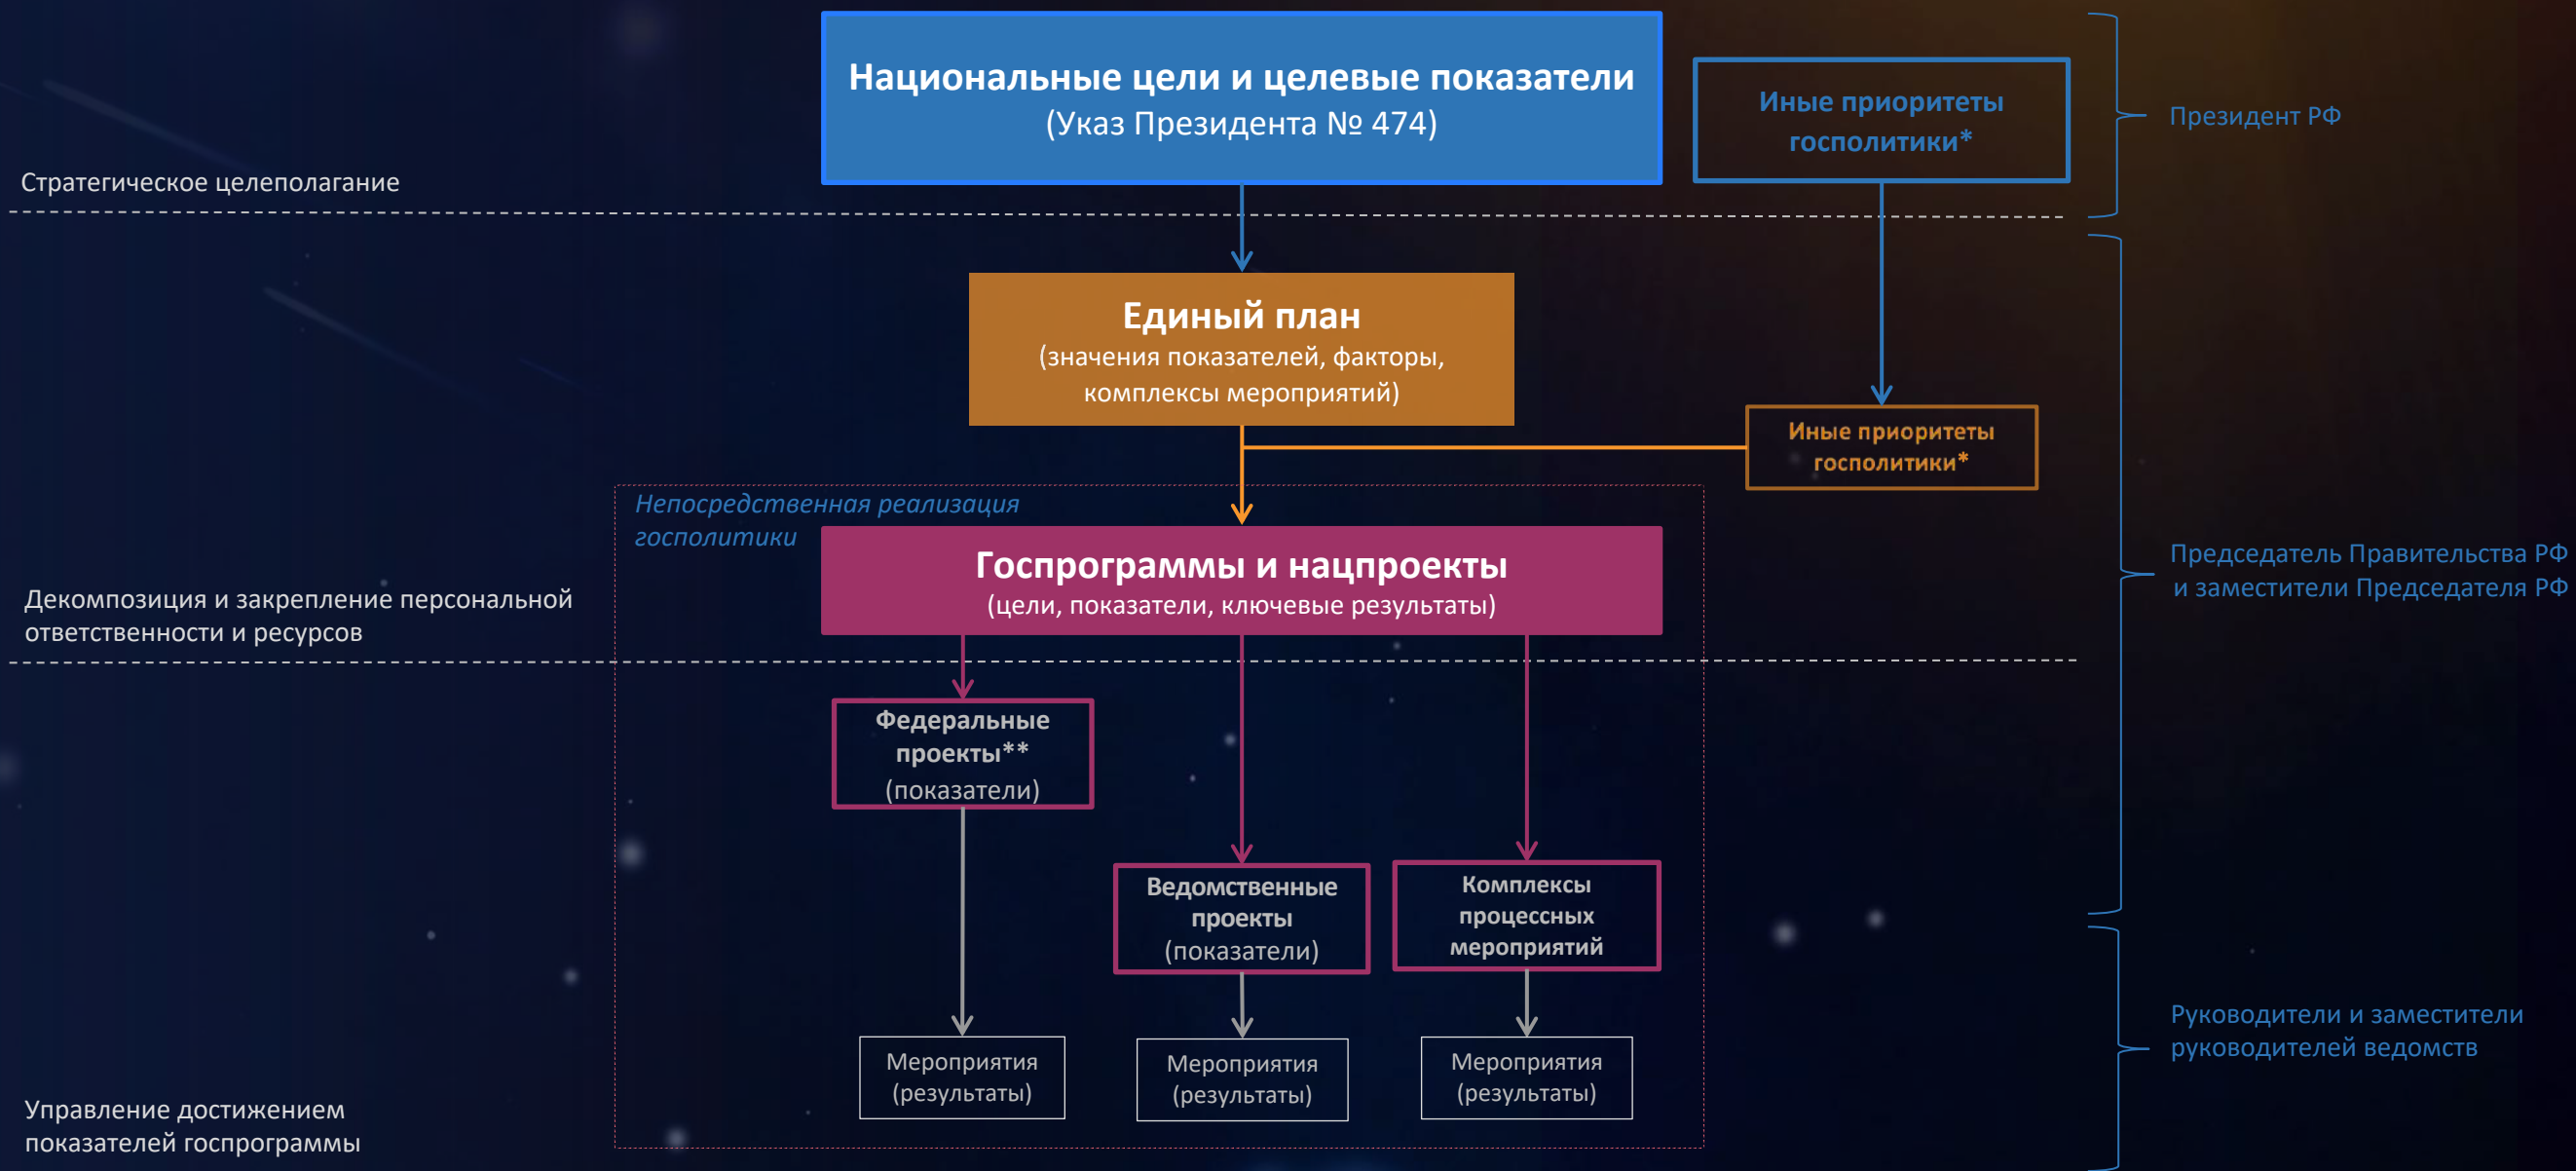 Национальные цели и целевые показатели
(Указ Президента № 474)
Иные приоритеты
госполитики*
Президент РФ
Стратегическое целеполагание
Единый план
(значения показателей, факторы,
комплексы мероприятий)
Иные приоритеты
госполитики*
Непосредственная реализация
госполитики
Госпрограммы и нацпроекты
(цели, показатели, ключевые результаты)
Председатель Правительства РФ
и заместители Председателя РФ
Декомпозиция и закрепление персональной
ответственности и ресурсов
Федеральные
проекты**
(показатели)
Ведомственные
проекты
(показатели)
Комплексы
процессных
мероприятий
Руководители и заместители
руководителей ведомств
Мероприятия
(результаты)
Мероприятия
(результаты)
Мероприятия
(результаты)
Управление достижением
показателей госпрограммы